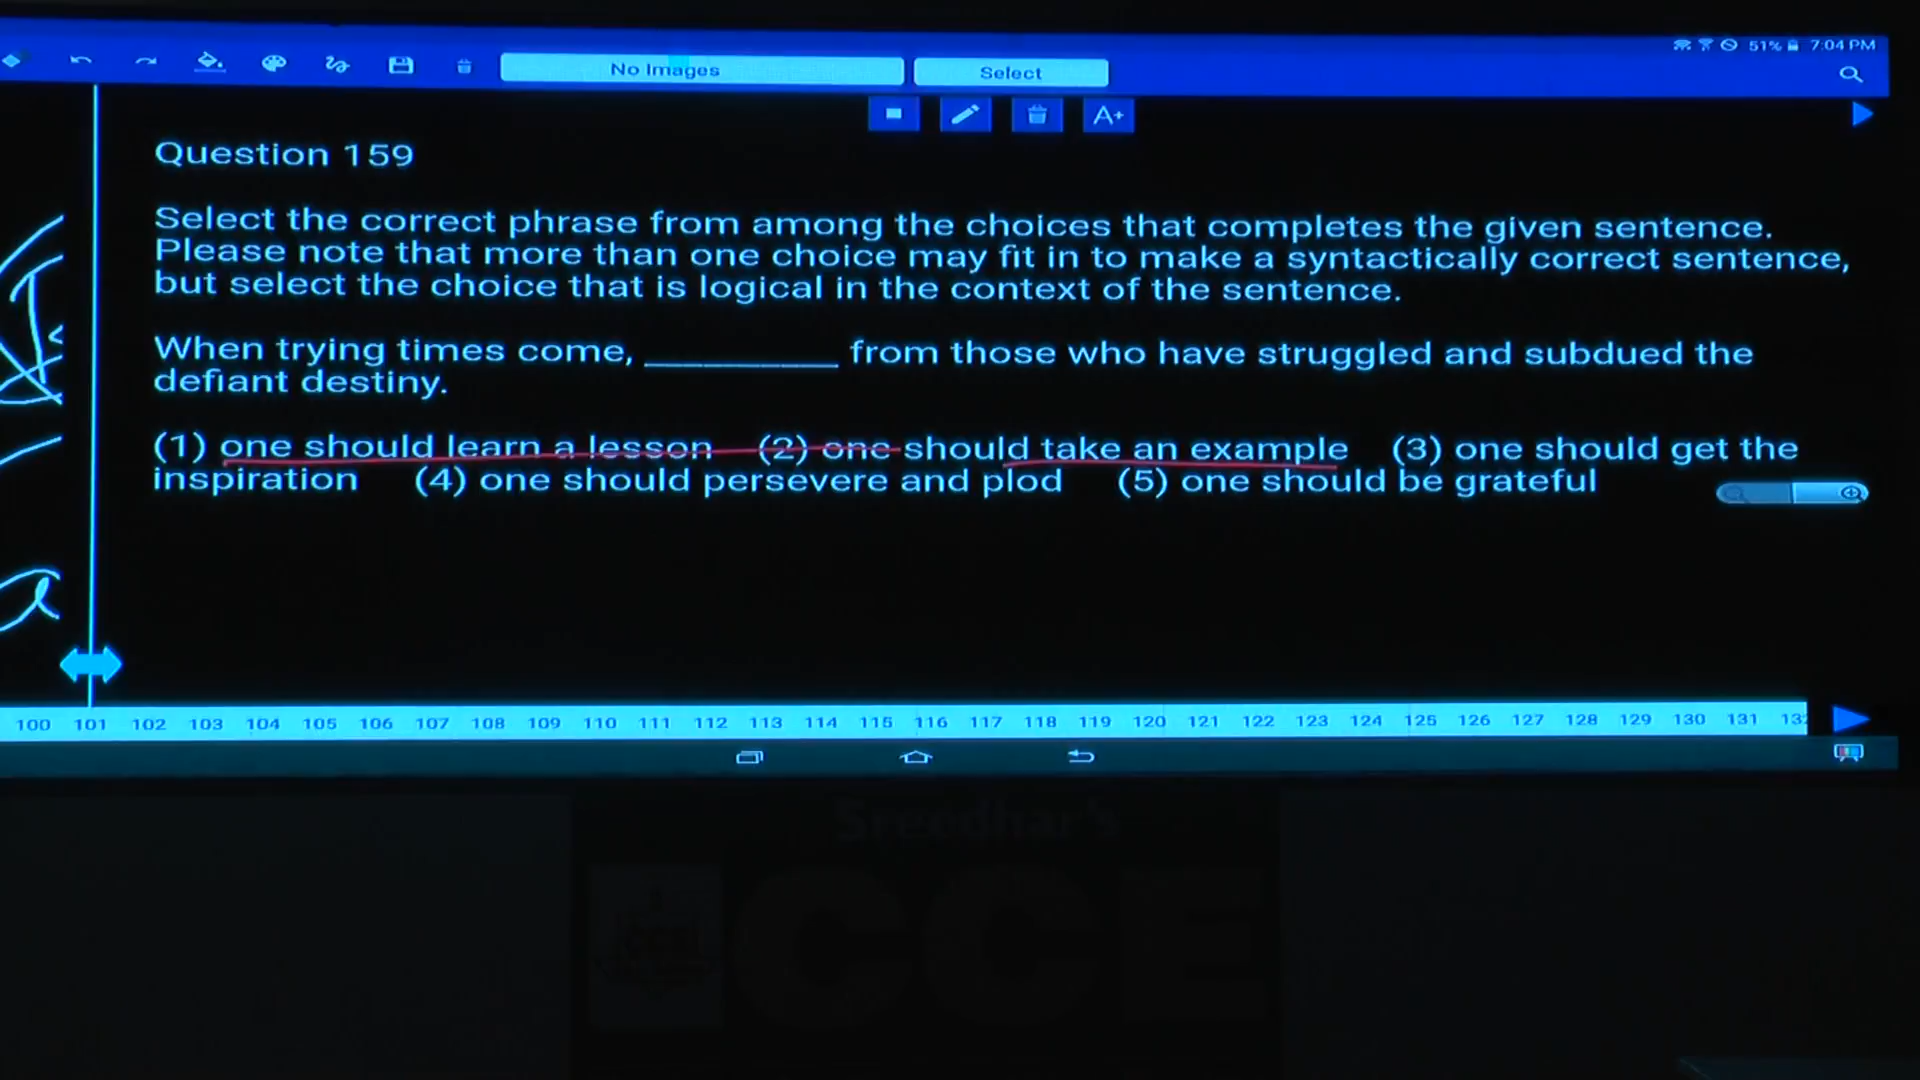 51% 7:04 PM
No Images Select
A+
Question 159
Select the correct phrase from among the choices that completes the given sentence.
Please note that more than one choice may fit in to make a syntactically correct sentence,
but select the choice that is logical in the context of the sentence.
When trying times come, __________ from those who have struggled and subdued the
defiant destiny.
(1) one should learn a lesson (2) one should take an example (3) one should get the
inspiration (4) one should persevere and plod (5) one should be grateful
100 101 102 103 104 105 106 107 108 109 110 111 112 113 114 115 116 117 118 119 120 121 122 123 124 125 126 127 128 129 130 131 132
Sreedhar's
CCE